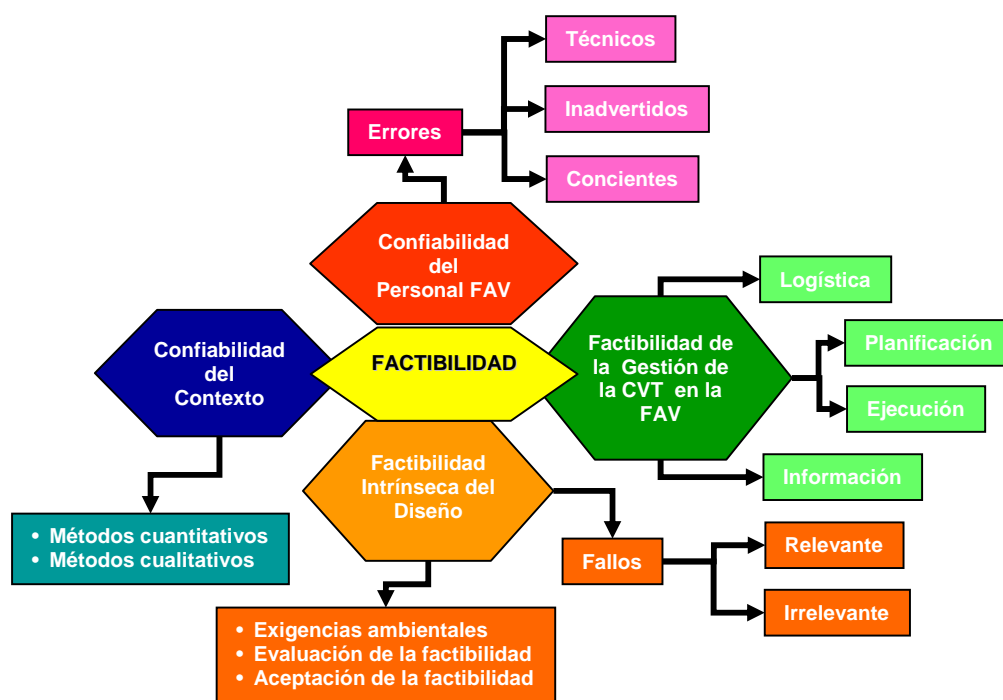 Técnicos
Inadvertidos
Errores
Concientes
Confiabilidad
del
Personal FAV
Logística
Confiabilidad
del
Contexto
FACTIBILIDAD
Factibilidad de
la Gestión de
la CVT en la
FAV
Planificación
Ejecución
Factibilidad
Intrínseca del
Diseño
Información
• Métodos cuantitativos
• Métodos cualitativos
Fallos
Relevante
Irrelevante
• Exigencias ambientales
• Evaluación de la factibilidad
• Aceptación de la factibilidad